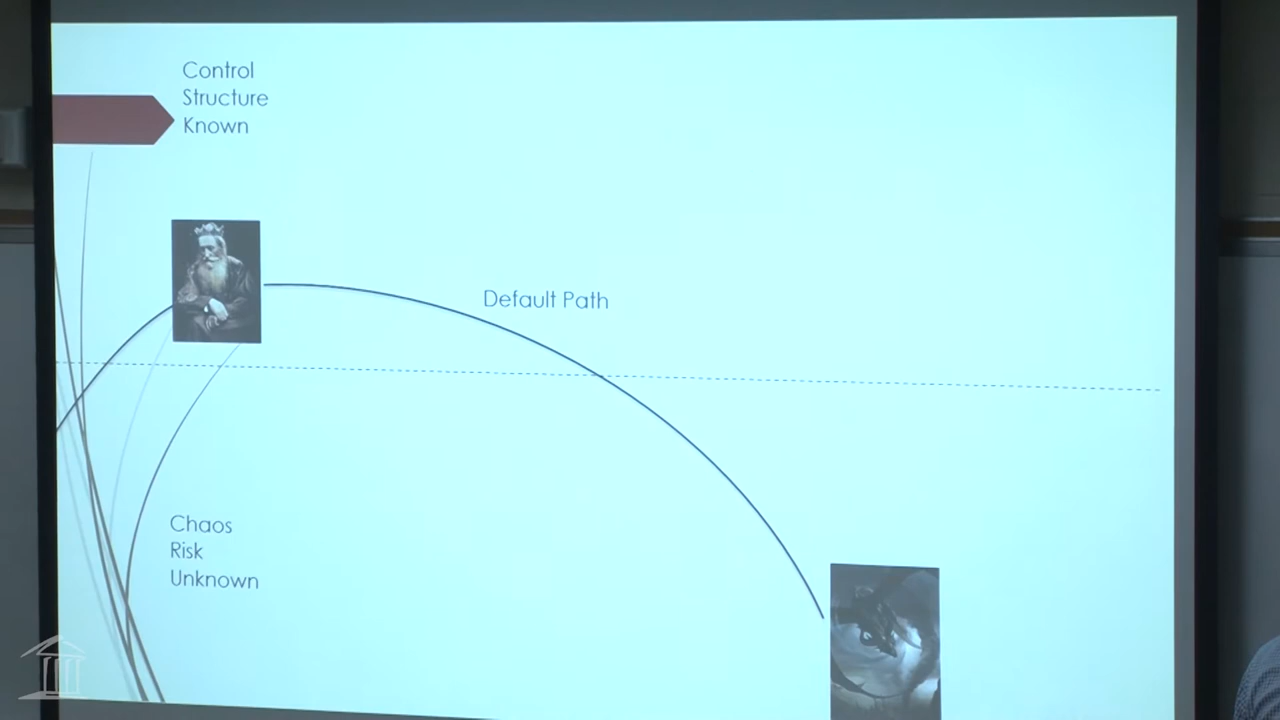 Control
Structure
Known
Default Path
Chaos
Risk
Unknown